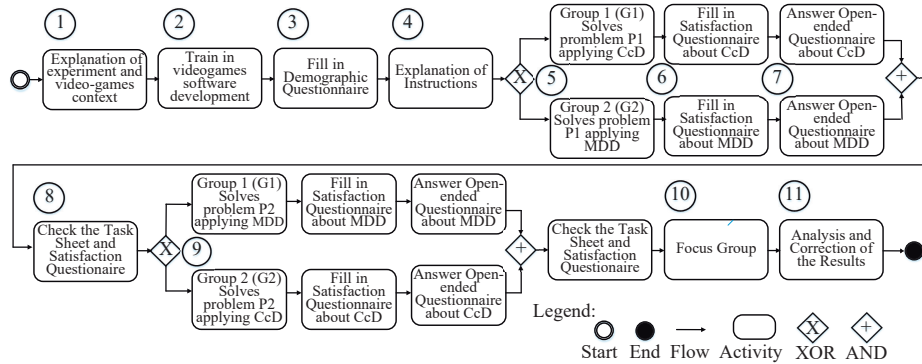 1
Explanation of
experiment and
video-games
context
2
Train in
videogames
software
development
3
Fill in
Demographic
Questionnaire
4
Explanation of
Instructions
X
5
Group 1 (G1)
Solves
promblem P1
applying CcD
Fill in
Satisfaction
Questionnaire
about CcD
Answer Open-
ended
Questionnaire
about CcD
6
7
Group 2 (G2)
Solves problem
P1 applying
MDD
Fill in
Satisfaction
Questionnaire
about MDD
Answer Open-
ended
Questionnaire
about MDD
+
8
Check the Task
Sheet and
Satisfaction
Questionaire
X
9
Group 1 (G1)
Solves
problem P2
applying MDD
Fill in
Satisfaction
Questionnaire
about MDD
Answer Open-
ended
Questionnaire
about MDD
Group 2 (G2)
Solves
problem P2
applying CcD
Fill in
Satisfaction
Questionnaire
about CcD
Answer Open-
ended
Questionnaire
about CcD
+
Check the Task
Sheet and
Satisfaction
Questionaire
10
Focus Group
11
Analysis and
Correction of
the Results
Legend:
X
+
Start End Flow Activity XOR AND